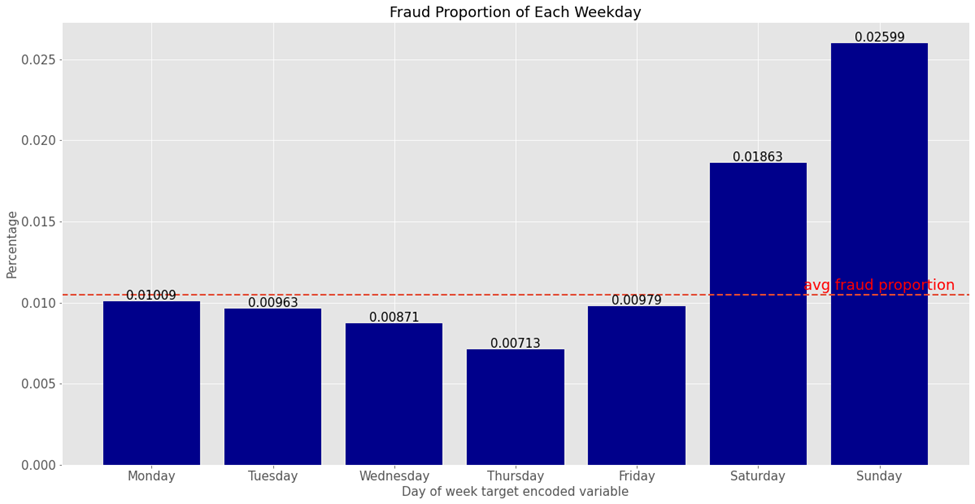 Fraud Proportion of Each Weekday
Percentage
0.025
0.020
0.015
0.010
0.005
0.000
0.01009
0.00963
0.00871
0.00713
0.00979
0.01863
0.02599
avg fraud proportion
Monday Tuesday Wednesday Thursday Friday Saturday Sunday
Day of week target encoded variable